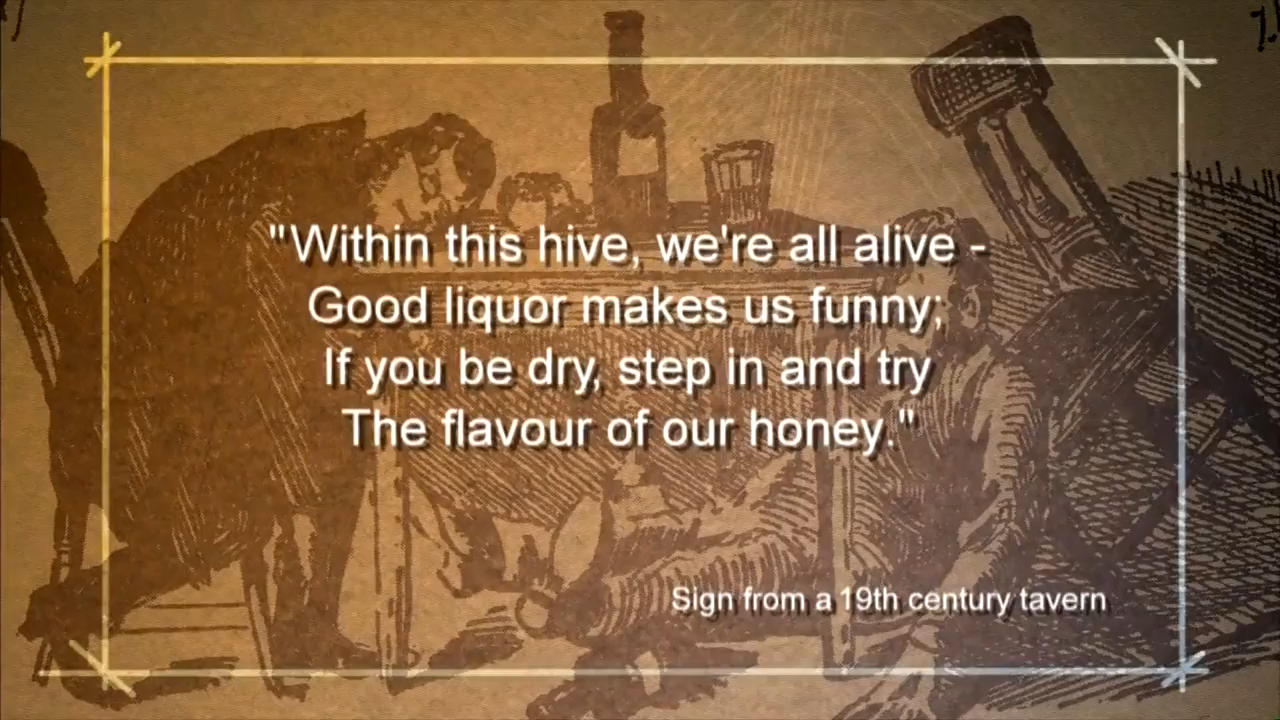 "Within this hive, we're all alive -
Good liquor makes us funny;
If you be dry, step in and try
The flavour of our honey."
Sign from a 19th century tavern